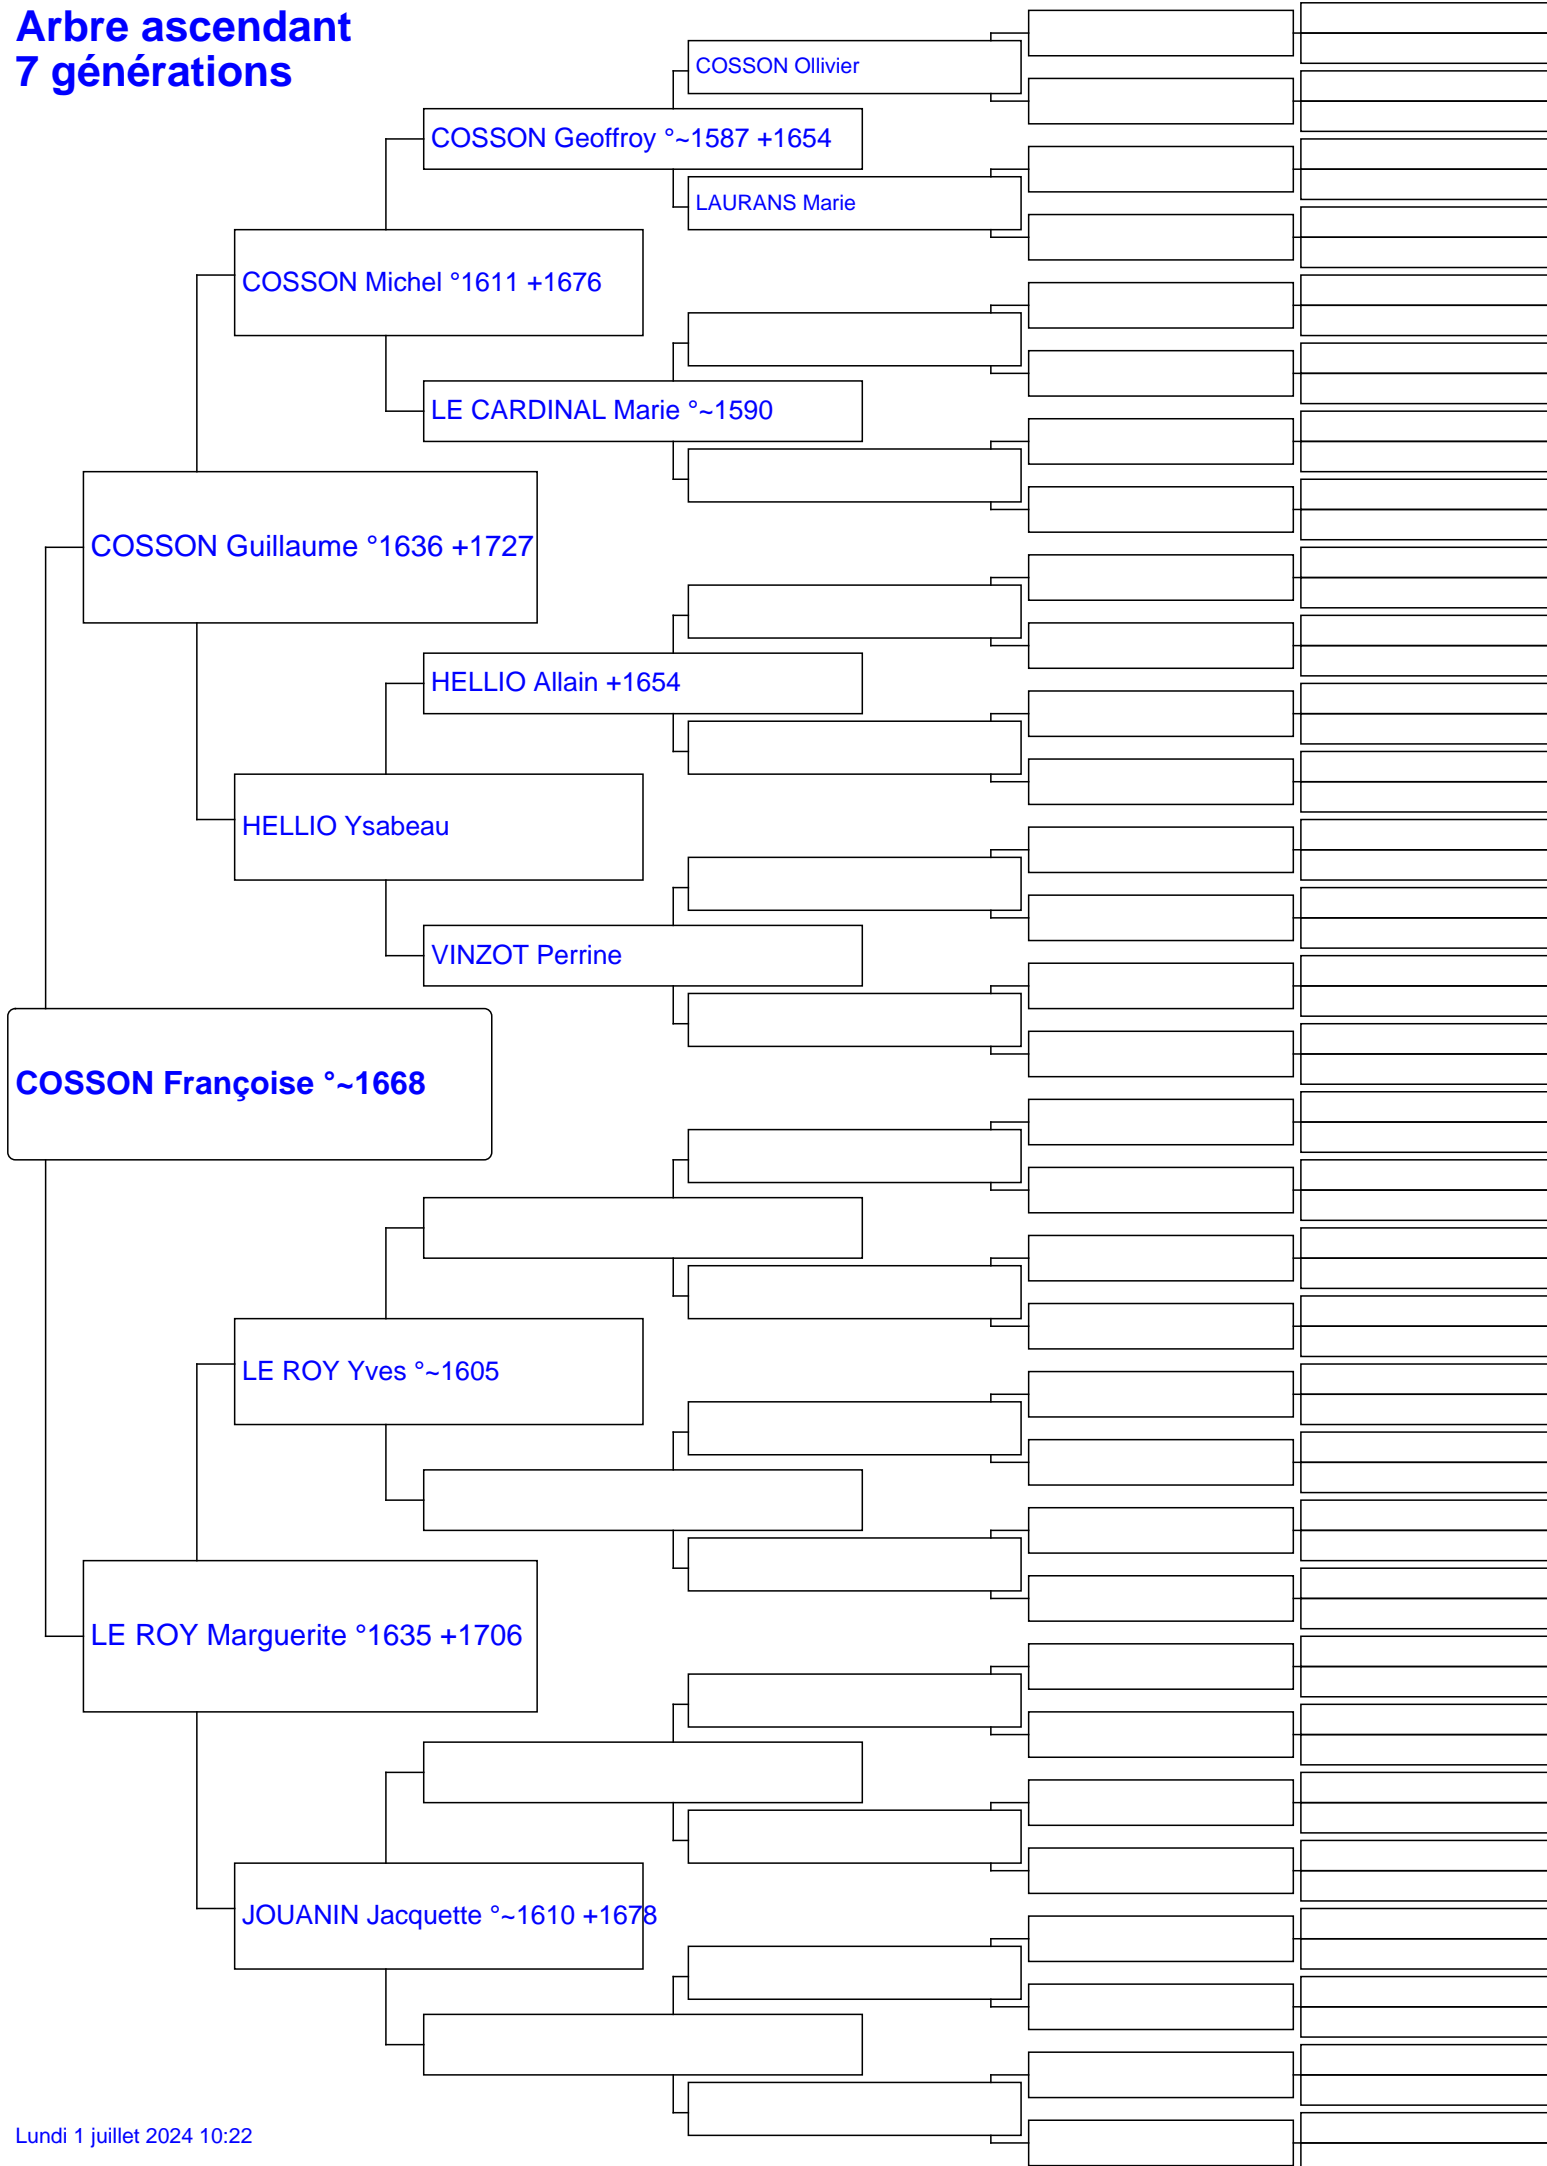 Arbre ascendant
7 générations
COSSON Ollivier
COSSON Geoffroy °~1587 +1654
LAURANS Marie
COSSON Michel °1611 +1676
LE CARDINAL Marie °~1590
COSSON Guillaume °1636 +1727
HELLIO Allain +1654
HELLIO Ysabeau
VINZOT Perrine
COSSON Françoise °~1668
LE ROY Yves °~1605
LE ROY Marguerite °1635 +1706
JOUANIN Jacquette °~1610 +1678
Lundi 1 juillet 2024 10:22